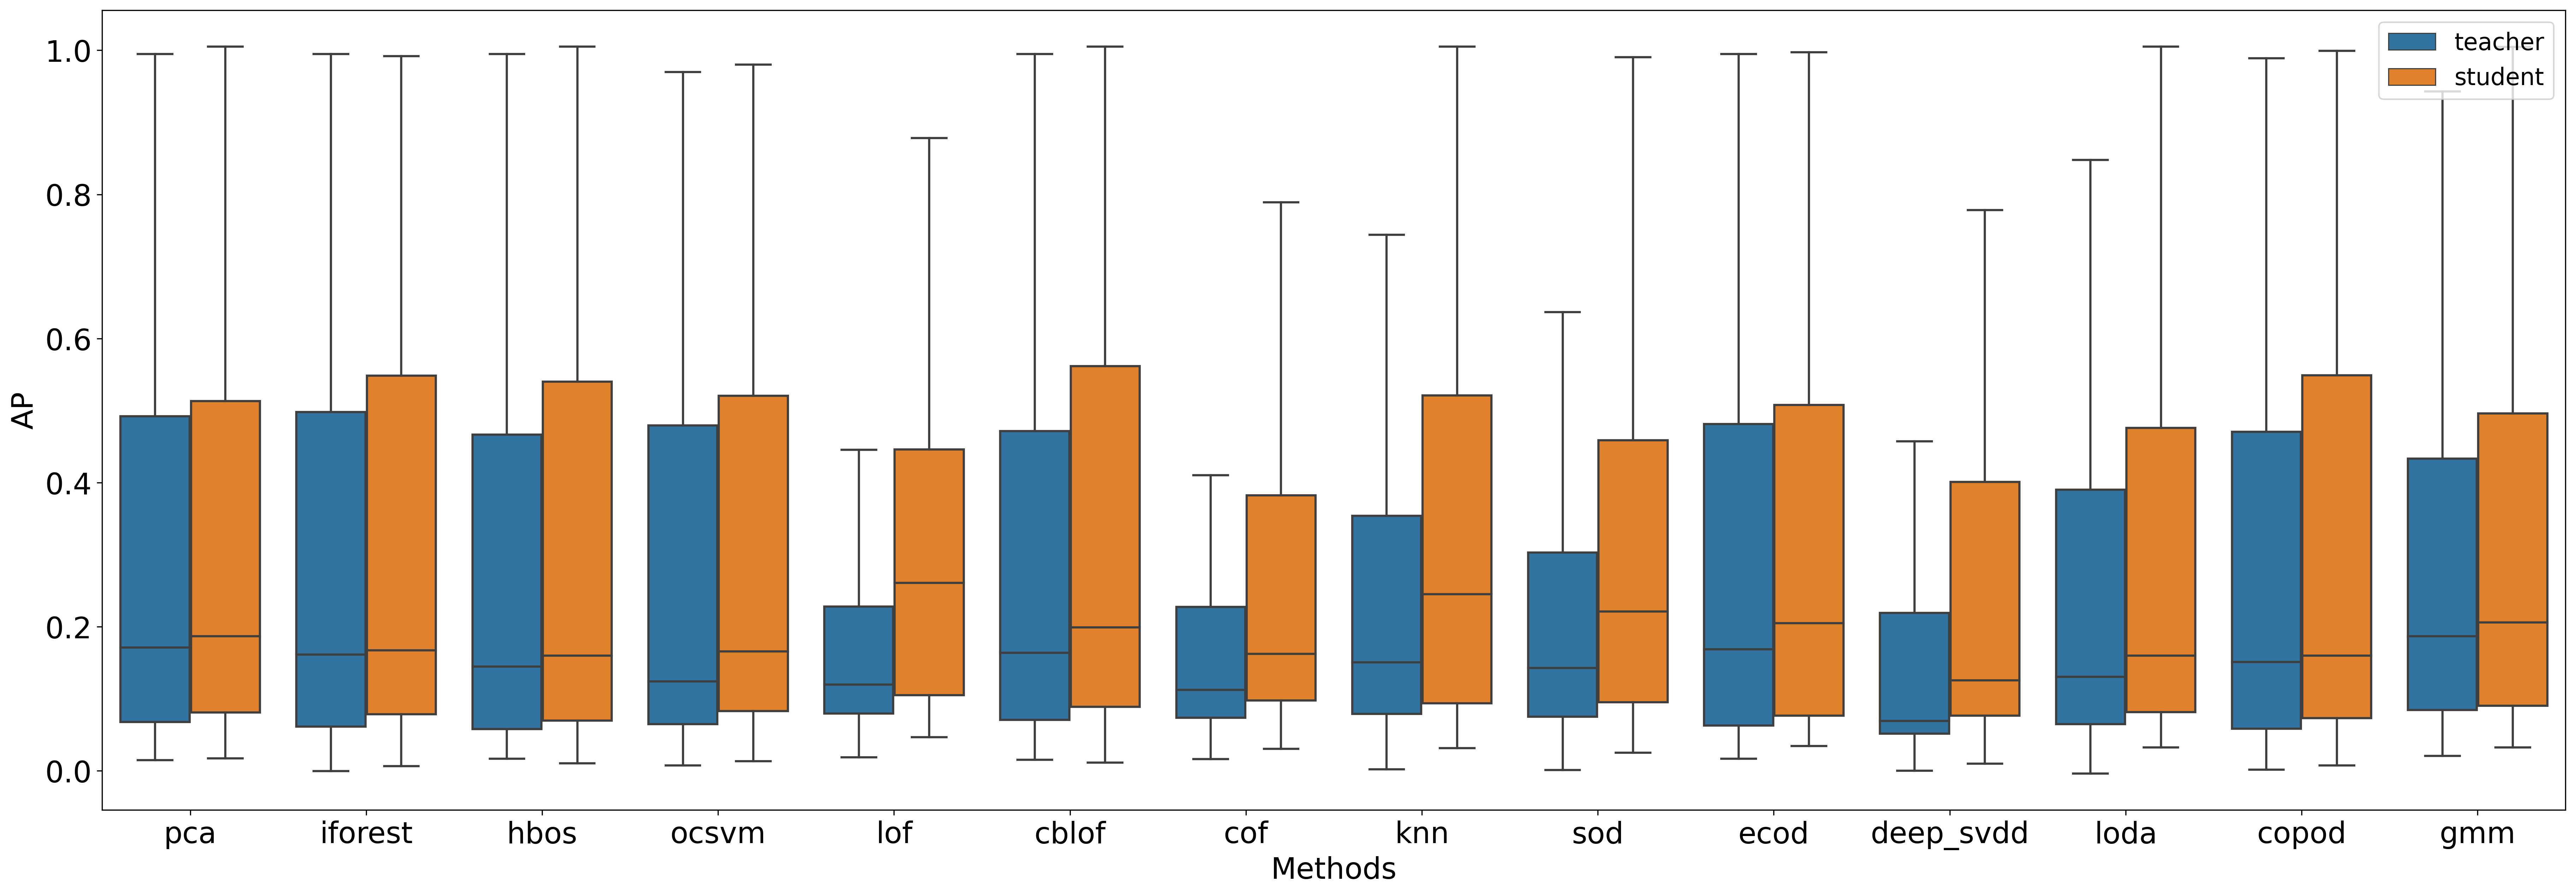 teacher
student
1.0
0.8
0.6
0.4
0.2
0.0
AP
pca iforest hbos ocsvm lof cblof cof knn sod ecod deep_svdd loda copod gmm
Methods